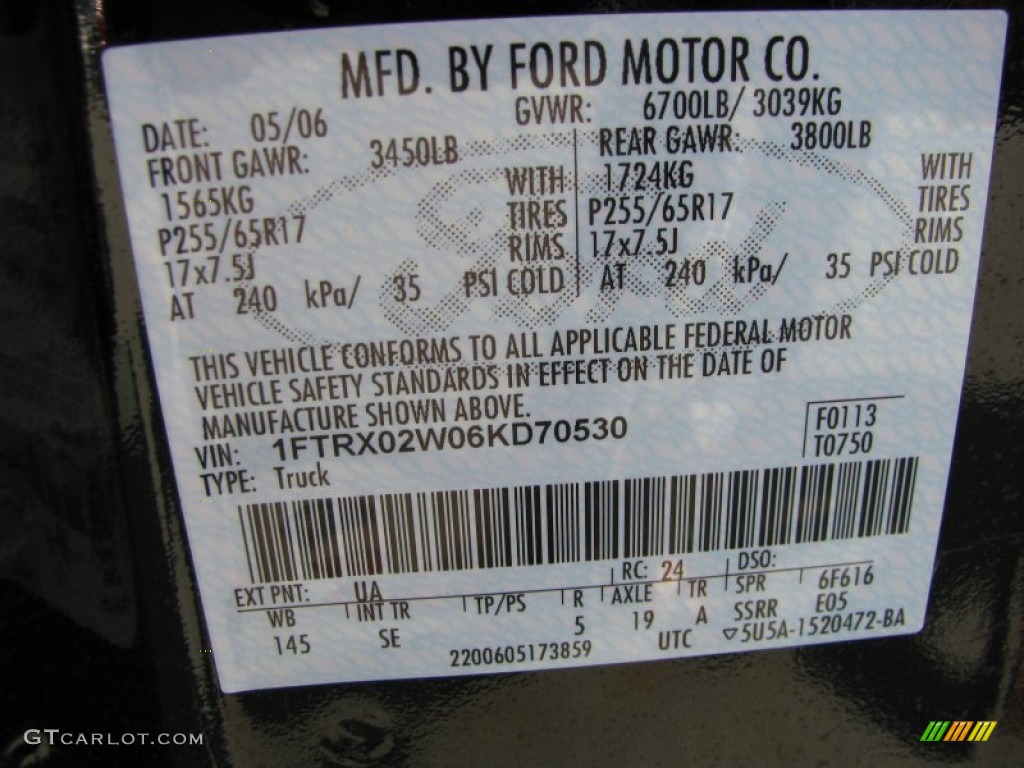 MFD. BY FORD MOTOR CO.
DATE: 05/06 GVWR: 6700LB/ 3039KG
FRONT GAWR: 3450LB REAR GAWR: 3800LB
1565KG WITH 1724KG WITH
P255/65R17 TIRES P255/65R17 TIRES
17x7.5J RIMS 17x7.5J RIMS
AT 240 kPa/ 35 PSI COLD AT 240 kPa/ 35 PSI COLD
Ford
THIS VEHICLE CONFORMS TO ALL APPLICABLE FEDERAL MOTOR
VEHICLE SAFETY STANDARDS IN EFFECT ON THE DATE OF
MANUFACTURE SHOWN ABOVE.
VIN: 1FTRX02W06KD70530 F0113
TYPE: Truck T0750
EXT PNT: UA RC: 24 DSO:
WB INT TR TP/PS R AXLE TR SPR 6F616
145 SE 5 19 A SSRR E05
2200605173859 UTC ▽5U5A-1520472-BA
GTCARLOT.COM